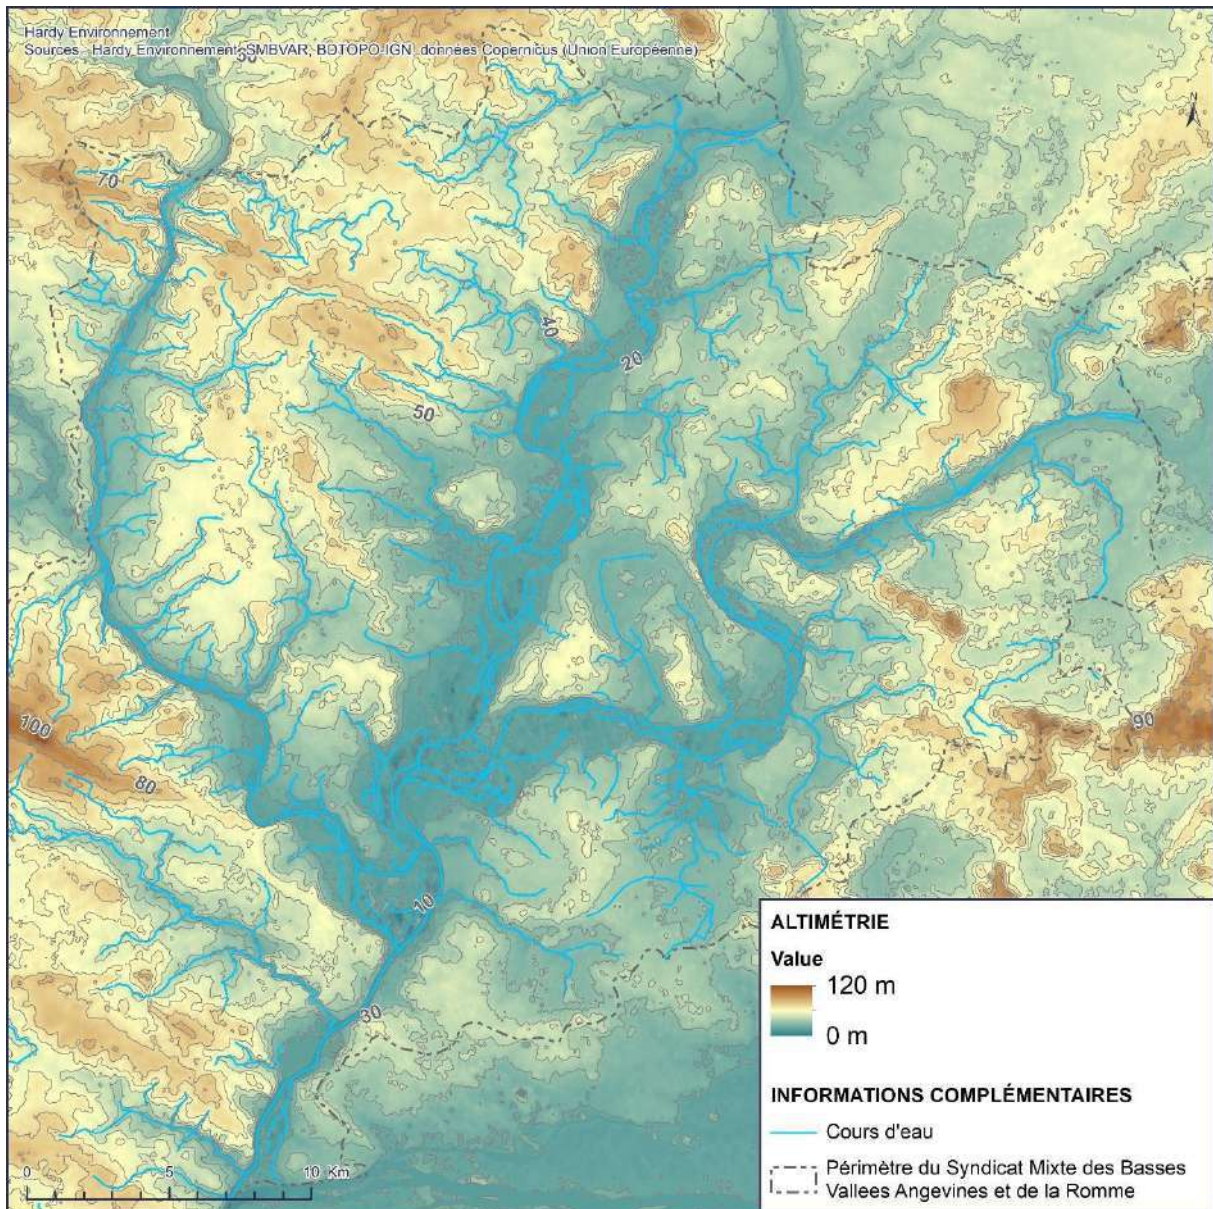 Hardy Environnement
Sources : Hardy Environnement, SMBVAR, BDTOPO-IGN, données Copernicus (Union Européenne)
50
N
70
40
20
50
100
80
90
10
30
0 5 10 Km
ALTIMÉTRIE
Value
120 m
0 m
INFORMATIONS COMPLÉMENTAIRES
Cours d'eau
Périmètre du Syndicat Mixte des Basses
Vallees Angevines et de la Romme